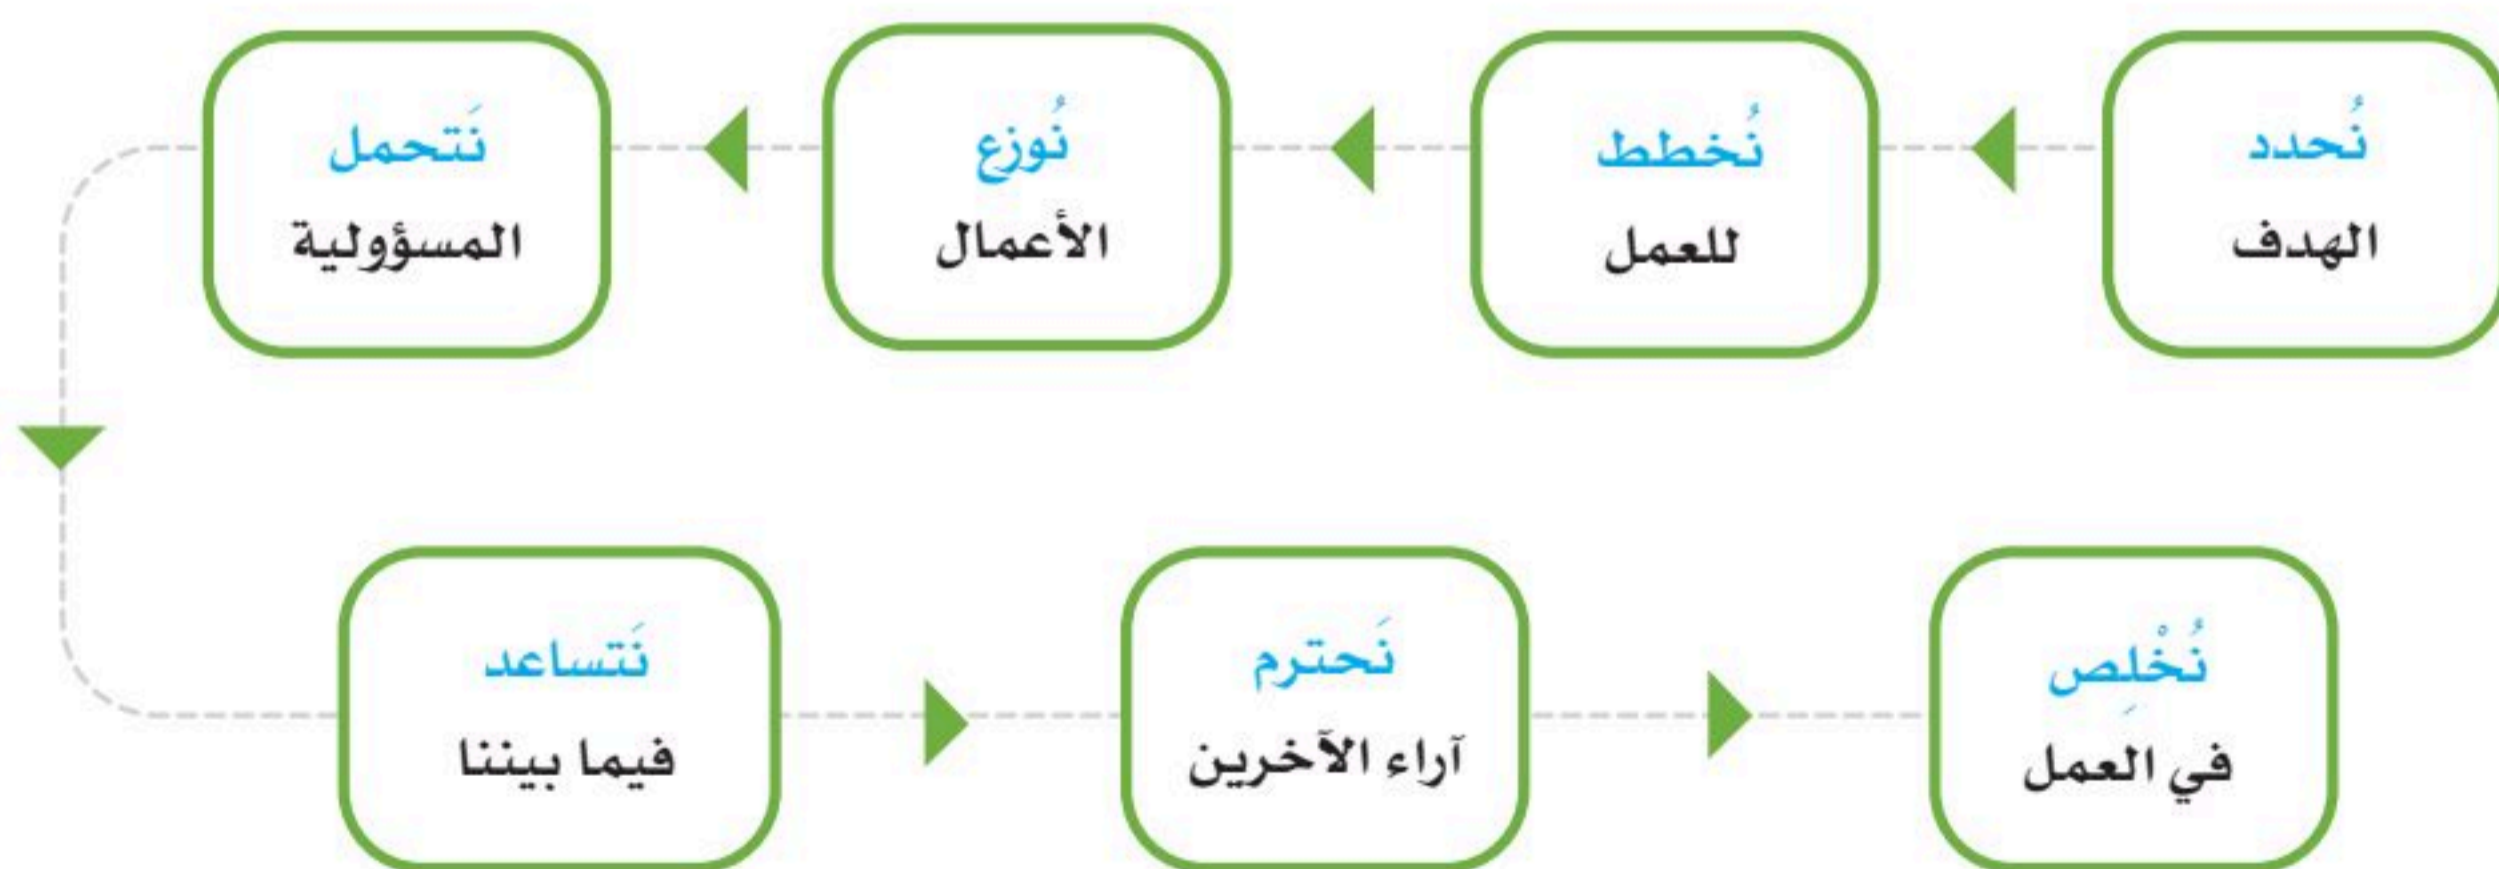 نُحدد
الهدف
نُخطط
للعمل
نُوزع
الأعمال
نَتحمل
المسؤولية
نَتساعد
فيما بيننا
نَحترم
آراء الآخرين
نُخْلِص
في العمل